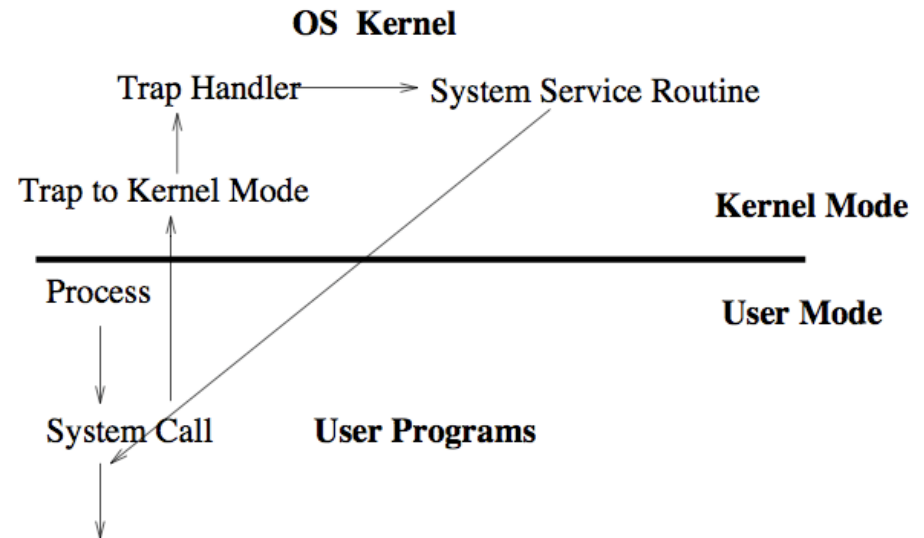 OS Kernel
Trap Handler
System Service Routine
Trap to Kernel Mode
Kernel Mode
Process
User Mode
System Call
User Programs